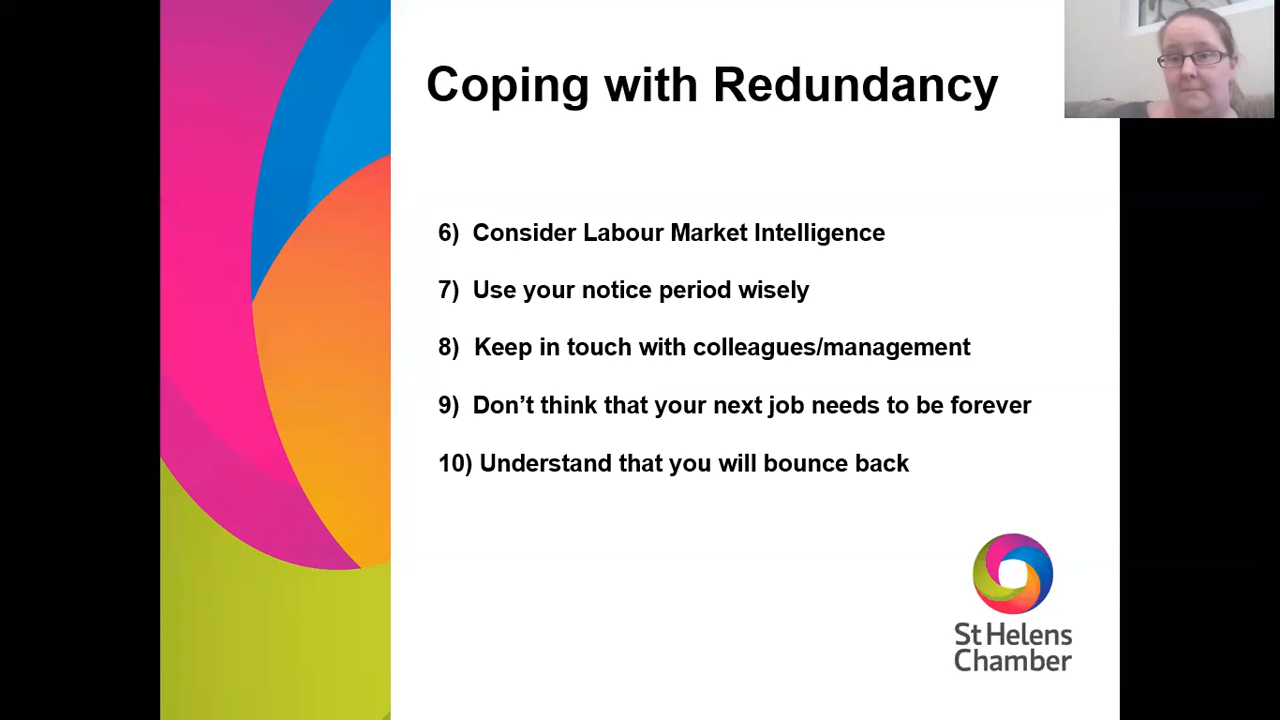 Coping with Redundancy
6) Consider Labour Market Intelligence
7) Use your notice period wisely
8) Keep in touch with colleagues/management
9) Don’t think that your next job needs to be forever
10) Understand that you will bounce back
St Helens
Chamber